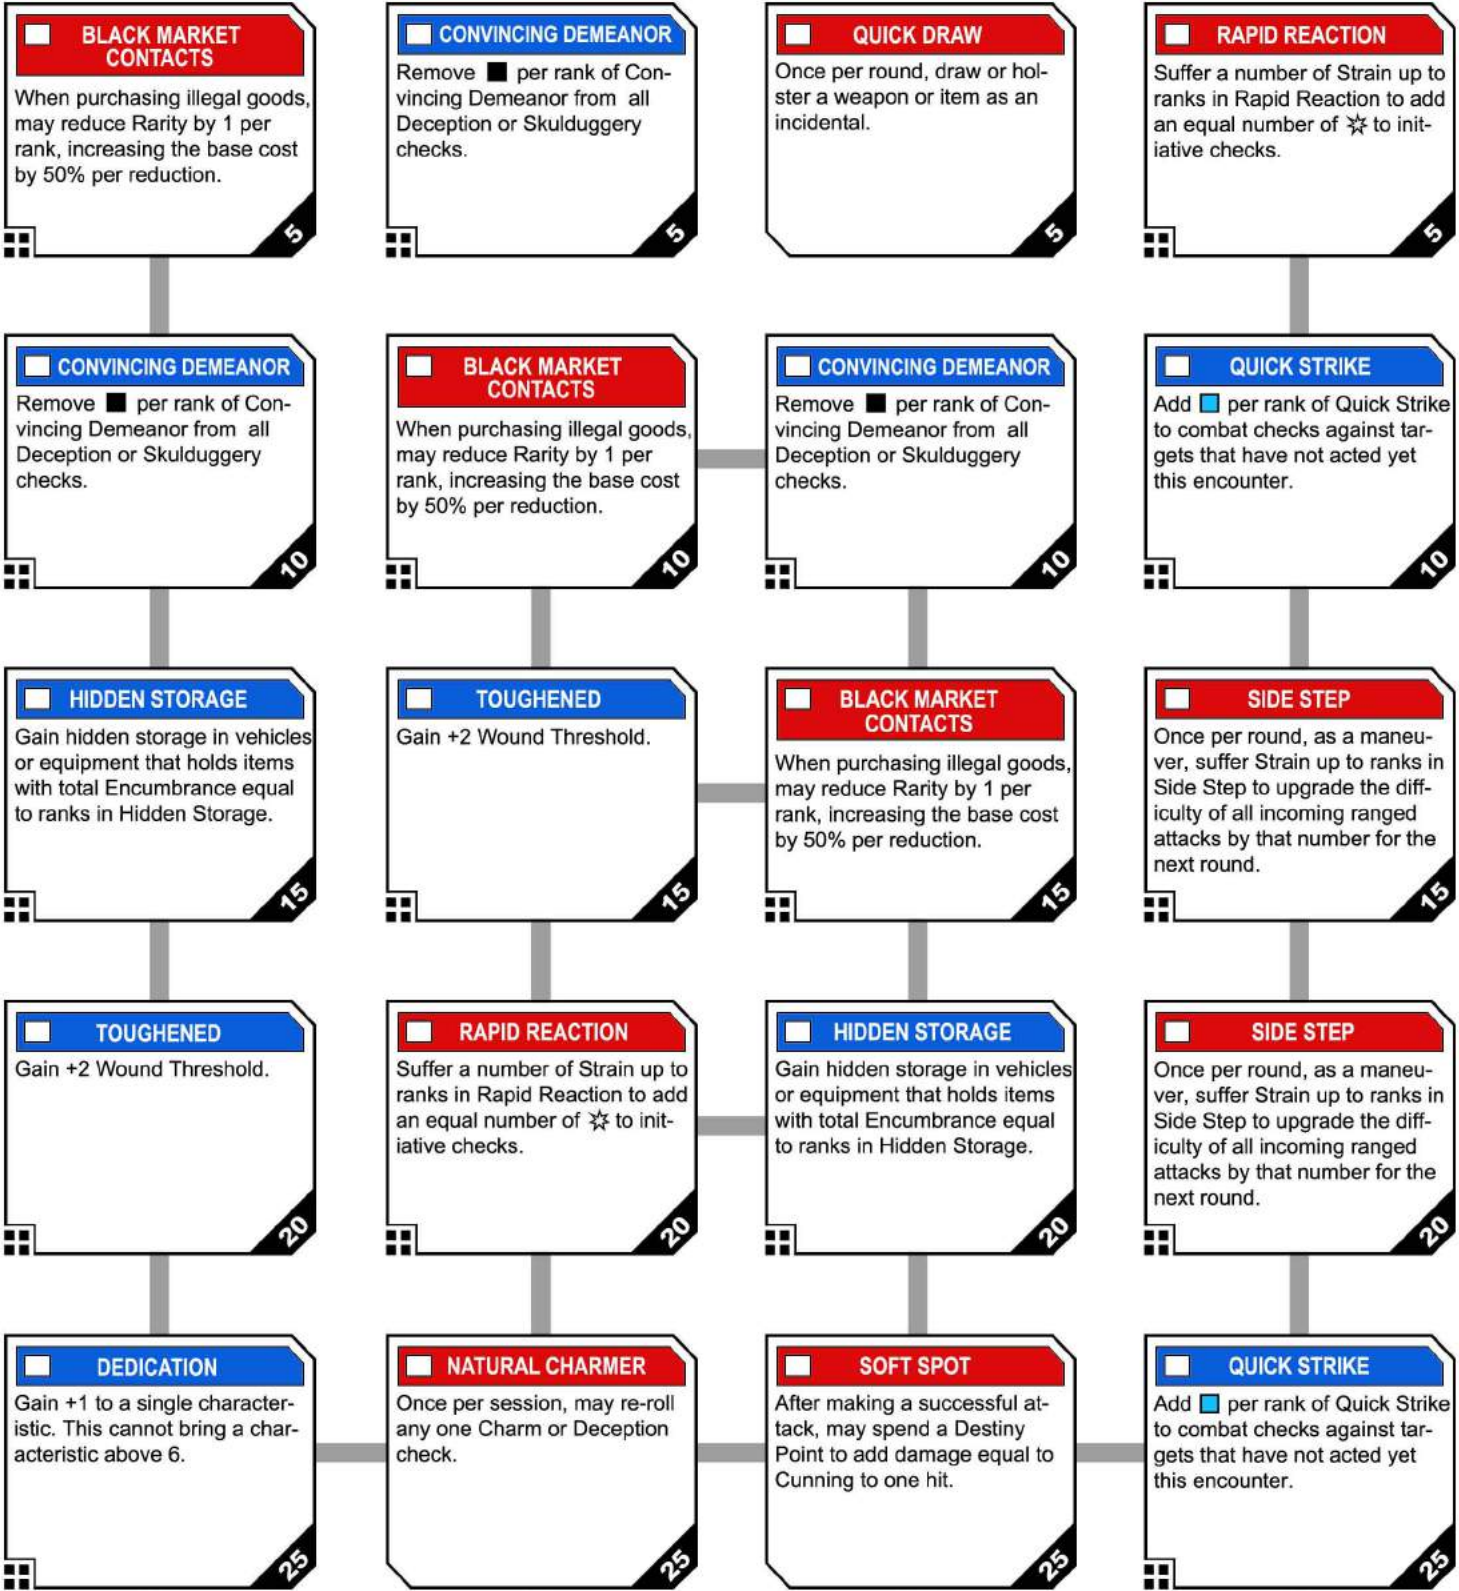 BLACK MARKET
CONTACTS
When purchasing illegal goods,
may reduce Rarity by 1 per
rank, increasing the base cost
by 50% per reduction.
5
CONVINCING DEMEANOR
Remove per rank of Con-
vincing Demeanor from all
Deception or Skulduggery
checks.
5
QUICK DRAW
Once per round, draw or hol-
ster a weapon or item as an
incidental.
5
RAPID REACTION
Suffer a number of Strain up to
ranks in Rapid Reaction to add
an equal number of to init-
iative checks.
5
CONVINCING DEMEANOR
Remove per rank of Con-
vincing Demeanor from all
Deception or Skulduggery
checks.
10
BLACK MARKET
CONTACTS
When purchasing illegal goods,
may reduce Rarity by 1 per
rank, increasing the base cost
by 50% per reduction.
10
CONVINCING DEMEANOR
Remove per rank of Con-
vincing Demeanor from all
Deception or Skulduggery
checks.
10
QUICK STRIKE
Add per rank of Quick Strike
to combat checks against tar-
gets that have not acted yet
this encounter.
10
HIDDEN STORAGE
Gain hidden storage in vehicles
or equipment that holds items
with total Encumbrance equal
to ranks in Hidden Storage.
15
TOUGHENED
Gain +2 Wound Threshold.
15
BLACK MARKET
CONTACTS
When purchasing illegal goods,
may reduce Rarity by 1 per
rank, increasing the base cost
by 50% per reduction.
15
SIDE STEP
Once per round, as a maneu-
ver, suffer Strain up to ranks in
Side Step to upgrade the diff-
iculty of all incoming ranged
attacks by that number for the
next round.
15
TOUGHENED
Gain +2 Wound Threshold.
20
RAPID REACTION
Suffer a number of Strain up to
ranks in Rapid Reaction to add
an equal number of to init-
iative checks.
20
HIDDEN STORAGE
Gain hidden storage in vehicles
or equipment that holds items
with total Encumbrance equal
to ranks in Hidden Storage.
20
SIDE STEP
Once per round, as a maneu-
ver, suffer Strain up to ranks in
Side Step to upgrade the diff-
iculty of all incoming ranged
attacks by that number for the
next round.
20
DEDICATION
Gain +1 to a single character-
istic. This cannot bring a char-
acteristic above 6.
25
NATURAL CHARMER
Once per session, may re-roll
any one Charm or Deception
check.
25
SOFT SPOT
After making a successful at-
tack, may spend a Destiny
Point to add damage equal to
Cunning to one hit.
25
QUICK STRIKE
Add per rank of Quick Strike
to combat checks against tar-
gets that have not acted yet
this encounter.
25